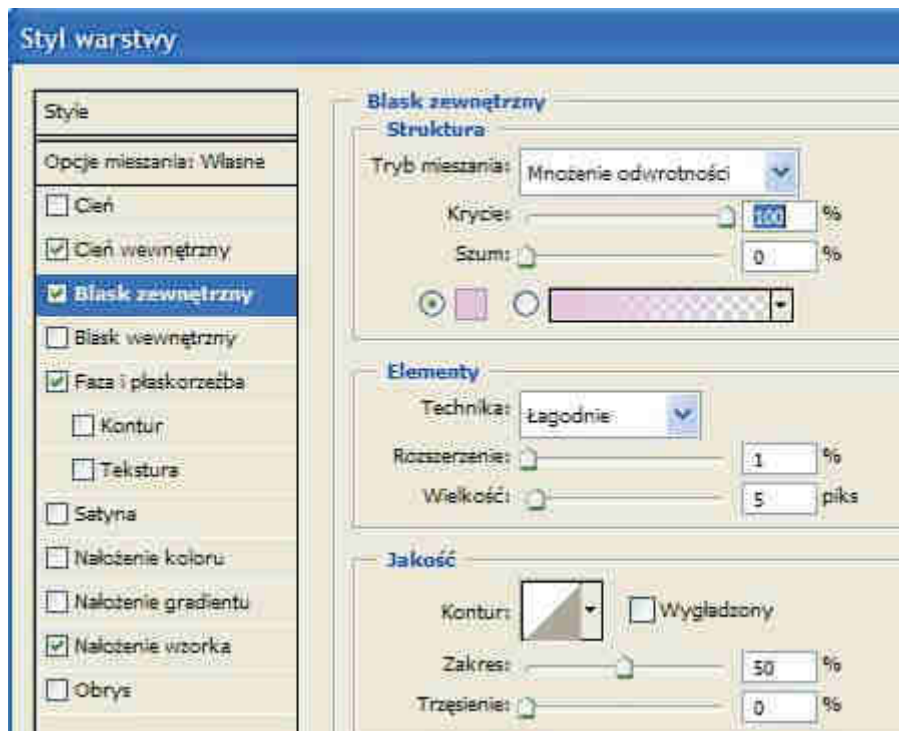 Styl warstwy
Style
Opcje mieszania: Własne
Cień
Cień wewnętrzny
Blask zewnętrzny
Blask wewnętrzny
Faza i płaskorzeźba
Kontur
Tekstura
Satyna
Nałożenie koloru
Nałożenie gradientu
Nałożenie wzorka
Obrys
Blask zewnętrzny
Struktura
Tryb mieszania: Mnożenie odwrotności
Krycie: 100 %
Szum: 0 %
Elementy
Technika: Łagodnie
Rozszerzenie: 1 %
Wielkość: 5 piks
Jakość
Kontur: Wygładzony
Zakres: 50 %
Trzęsienie: 0 %